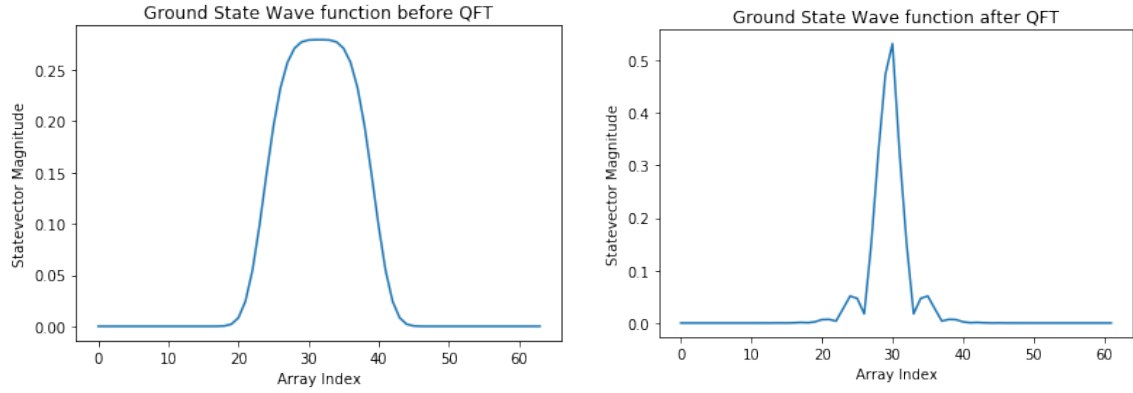 Ground State Wave function before QFT
0.25
0.20
0.15
0.10
0.05
0.00
Statevector Magnitude
0 10 20 30 40 50 60
Array Index
Ground State Wave function after QFT
0.5
0.4
0.3
0.2
0.1
0.0
Statevector Magnitude
0 10 20 30 40 50 60
Array Index